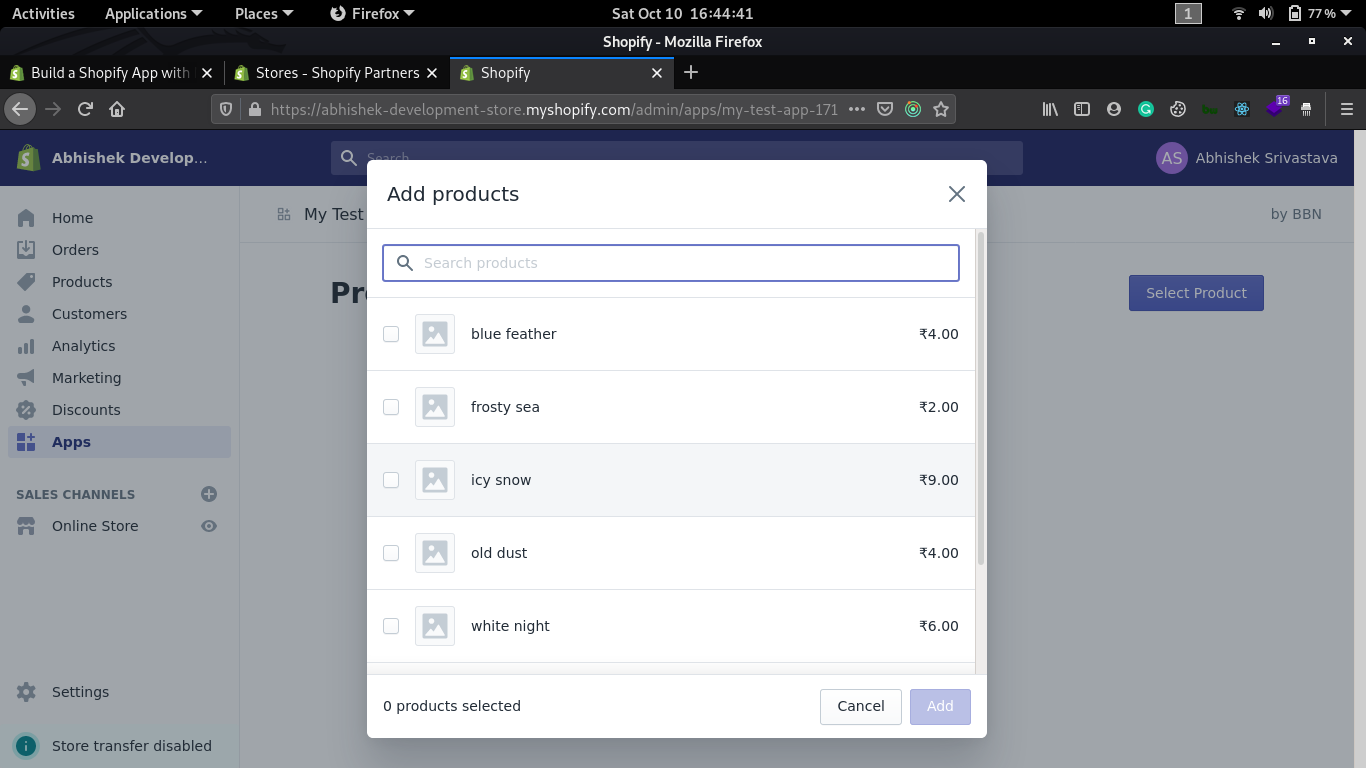 Activities Applications Places Firefox Sat Oct 10 16:44:41 1 77 %
Shopify - Mozilla Firefox
Build a Shopify App with Stores - Shopify Partners Shopify
https://abhishek-development-store.myshopify.com/admin/apps/my-test-app-171 16
Abhishek Develop... Search AS Abhishek Srivastava
Add products
Home
My Test by BBN
Orders
Search products
Products
Pr Select Product
Customers
blue feather ₹4.00
Analytics
Marketing
Discounts
frosty sea ₹2.00
Apps
icy snow ₹9.00
SALES CHANNELS
Online Store
old dust ₹4.00
white night ₹6.00
Settings
0 products selected Cancel Add
Store transfer disabled